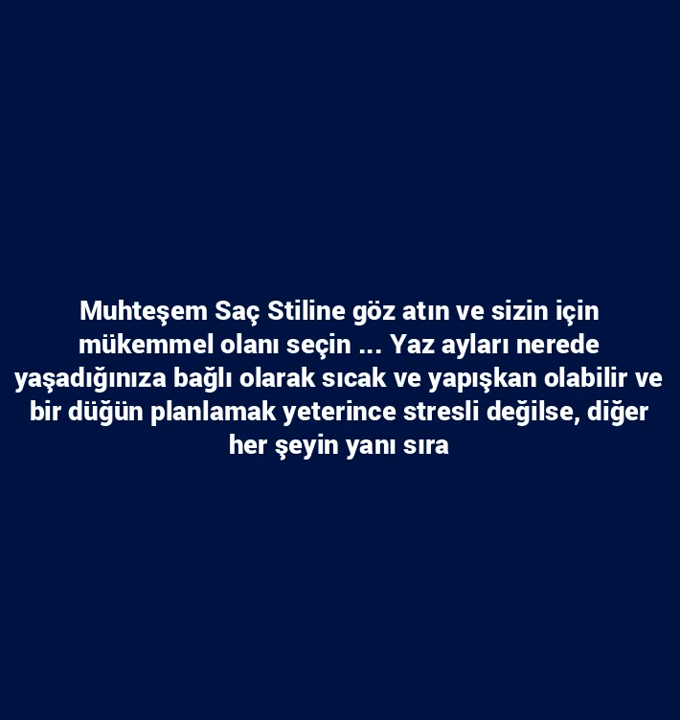 Muhteşem Saç Stiline göz atın ve sizin için
mükemmel olanı seçin ... Yaz ayları nerede
yaşadığınıza bağlı olarak sıcak ve yapışkan olabilir ve
bir düğün planlamak yeterince stresli değilse, diğer
her şeyin yanı sıra